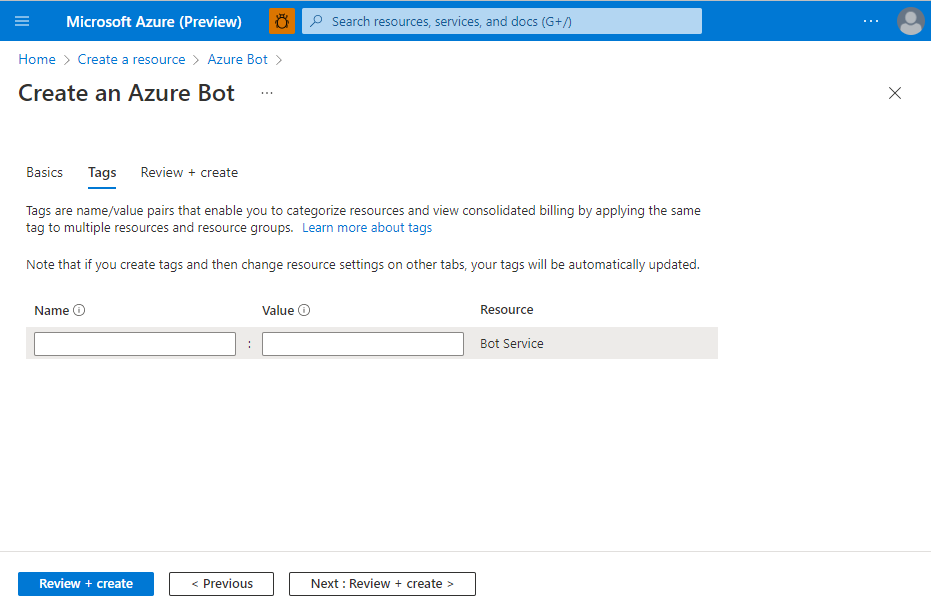 Microsoft Azure (Preview)
Search resources, services, and docs (G+/)
...
Home > Create a resource > Azure Bot >
Create an Azure Bot ...
Basics Tags Review + create
Tags are name/value pairs that enable you to categorize resources and view consolidated billing by applying the same
tag to multiple resources and resource groups. Learn more about tags
Note that if you create tags and then change resource settings on other tabs, your tags will be automatically updated.
Name Value Resource
: Bot Service
Review + create < Previous Next : Review + create >